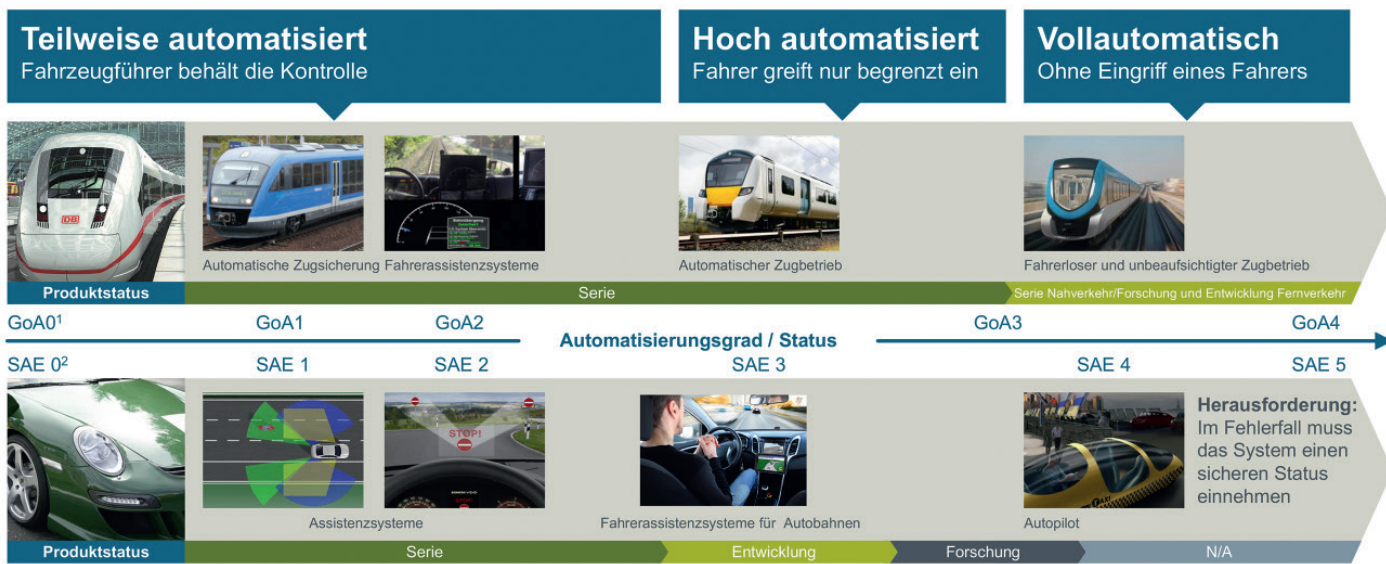 Teilweise automatisiert
Fahrzeugführer behält die Kontrolle
Hoch automatisiert
Fahrer greift nur begrenzt ein
Vollautomatisch
Ohne Eingriff eines Fahrers
DB
Automatische Zugsicherung
Fahrerassistenzsysteme
Automatischer Zugbetrieb
Fahrerloser und unbeaufsichtigter Zugbetrieb
Produktstatus
Serie
Serie Nahverkehr/Forschung und Entwicklung Fernverkehr
GoA0¹
GoA1
GoA2
GoA3
GoA4
Automatisierungsgrad / Status
SAE 0²
SAE 1
SAE 2
SAE 3
SAE 4
SAE 5
STOP!
TAXI
Herausforderung:
Im Fehlerfall muss
das System einen
sicheren Status
einnehmen
Assistenzsysteme
Fahrerassistenzsysteme für Autobahnen
Autopilot
Produktstatus
Serie
Entwicklung
Forschung
N/A